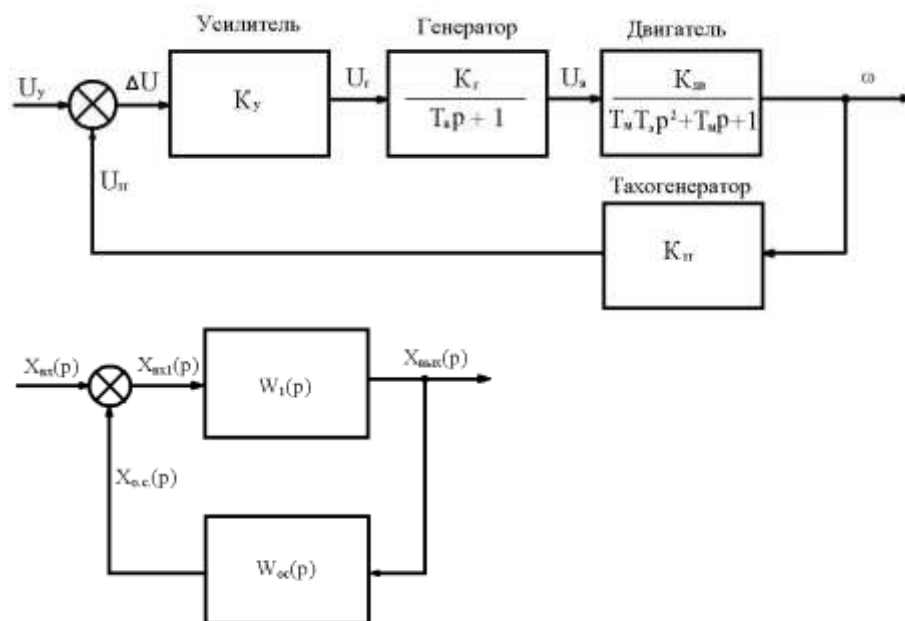 Усилитель
Генератор
Двигатель
Uу
ΔU
Kу
Uг
Kг
Tвp + 1
Uя
Kдв
TмTэp²+Tмp+1
ω
Uтг
Тахогенератор
Kтг
Xвх(p)
Xвх1(p)
W₁(p)
Xвых(p)
Xо.с.(p)
Wос(p)